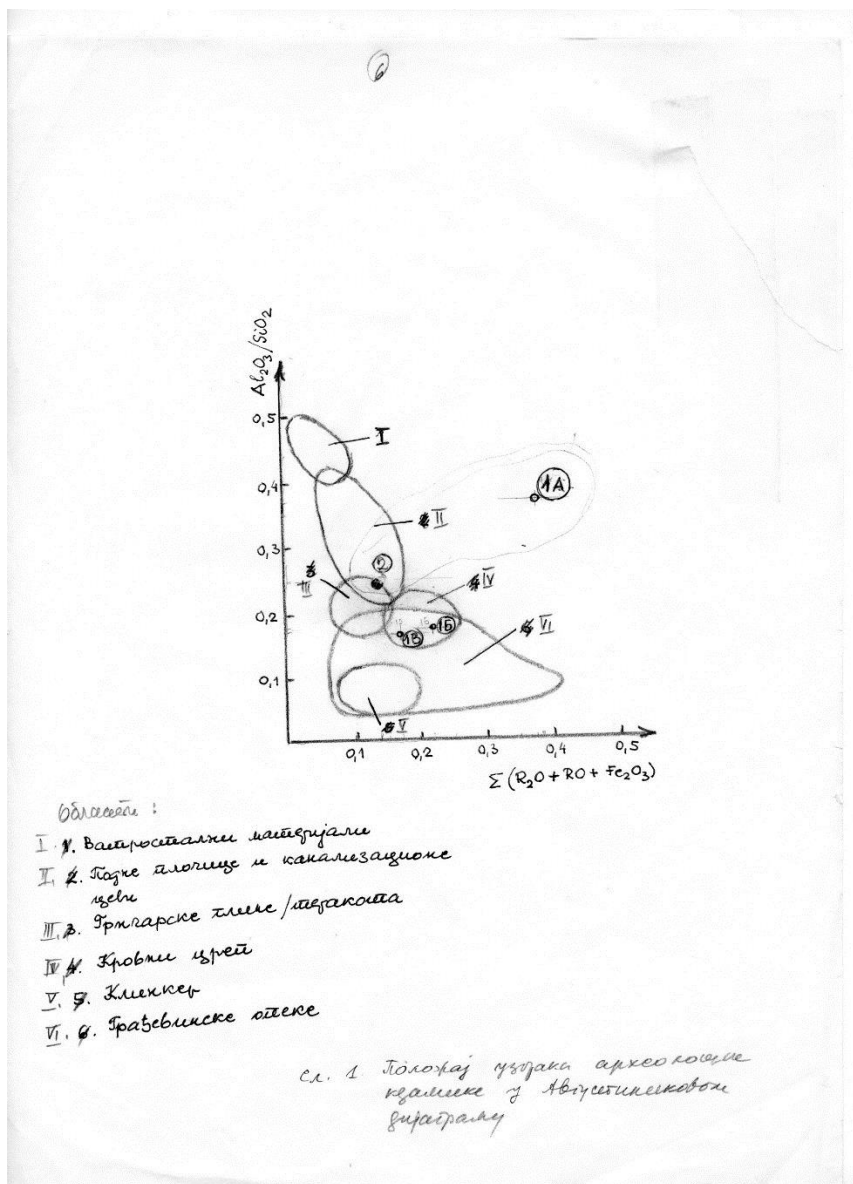 6
Al₂O₃/SiO₂
0,5
I
0,4
1A
II
0,3
2
III
IV
0,2
13
15
VI
0,1
V
0,1
0,2
0,3
0,4
0,5
Σ (R₂O + RO + Fe₂O₃)
Области :
I. 1. Ватростални материјали
II. 2. Подне плочице и канализационе
цеви
III. 3. Грнчарске глине/теракота
IV. 4. Кровни цреп
V. 5. Клинкер
VI. 6. Грађевинске опеке
Сл. 1 Положај узорака археолошке
керамике у Августиниковом
дијаграму